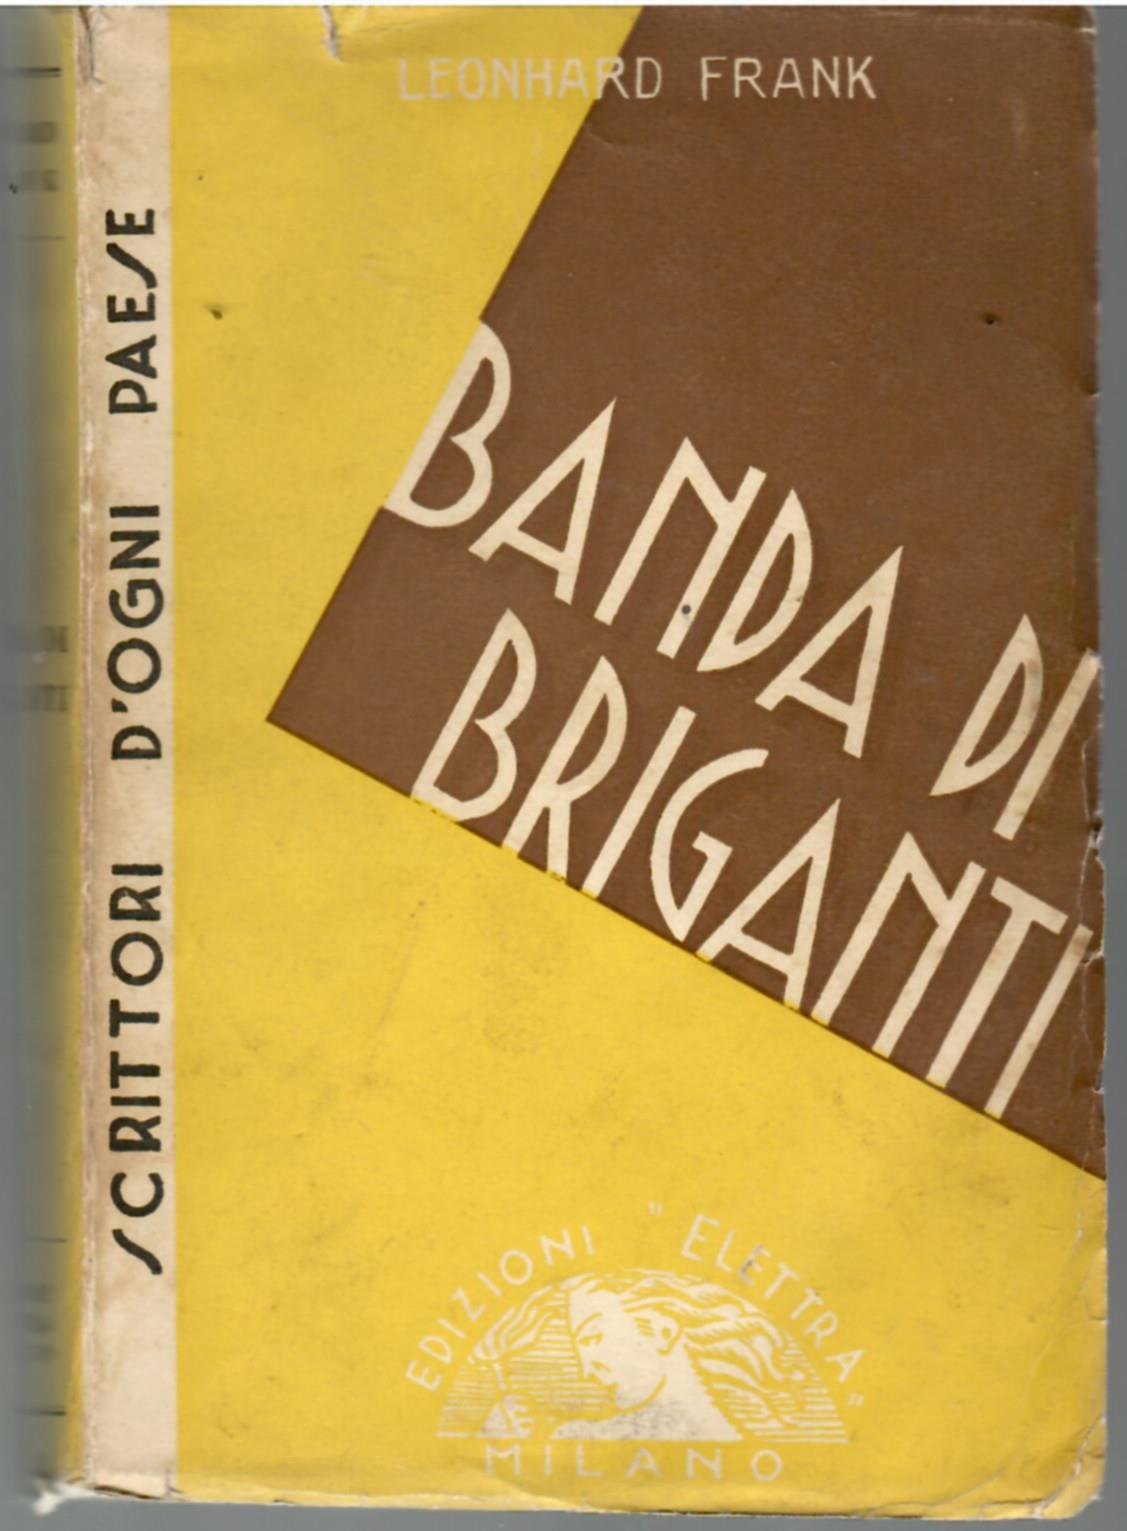 LEONHARD FRANK
BANDA DI
BRIGANTI
SCRITTORI D'OGNI PAESE
EDIZIONI "ELETTRA"
MILANO